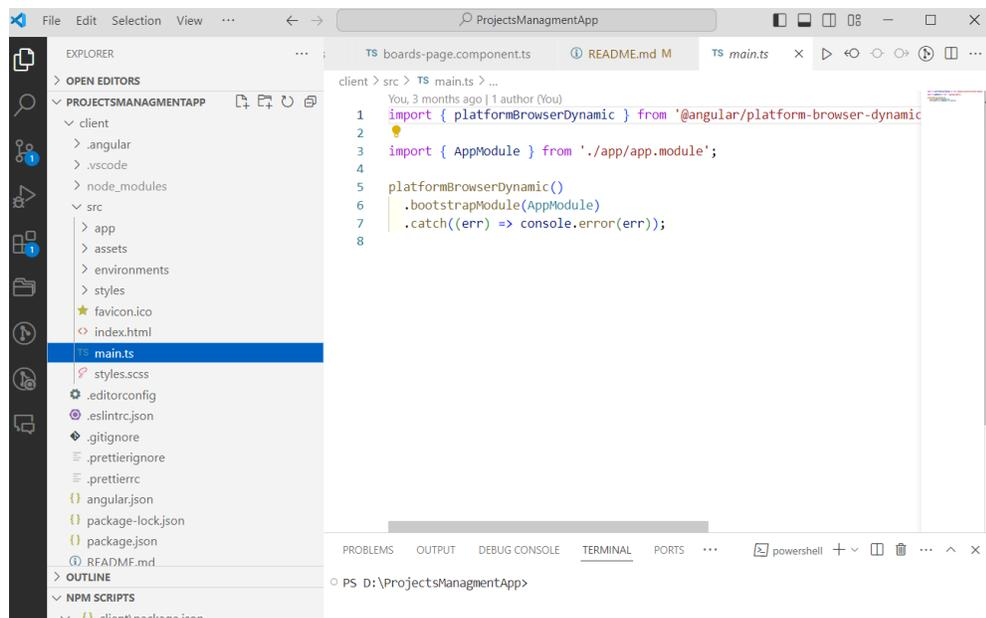 File Edit Selection View ··· ProjectsManagmentApp
EXPLORER ···
OPEN EDITORS
PROJECTSMANAGMENTAPP
client
.angular
.vscode
node_modules
src
app
assets
environments
styles
favicon.ico
<> index.html
TS main.ts
styles.scss
.editorconfig
.eslintrc.json
.gitignore
.prettierignore
.prettierrc
{} angular.json
{} package-lock.json
{} package.json
README.md
OUTLINE
NPM SCRIPTS
{} client\package.json
1
1
TS boards-page.component.ts README.md M TS main.ts
client > src > TS main.ts > ...
You, 3 months ago | 1 author (You)
1 import { platformBrowserDynamic } from '@angular/platform-browser-dynamic
2
3 import { AppModule } from './app/app.module';
4
5 platformBrowserDynamic()
6 .bootstrapModule(AppModule)
7 .catch((err) => console.error(err));
8
PROBLEMS OUTPUT DEBUG CONSOLE TERMINAL PORTS ··· powershell
PS D:\ProjectsManagmentApp>